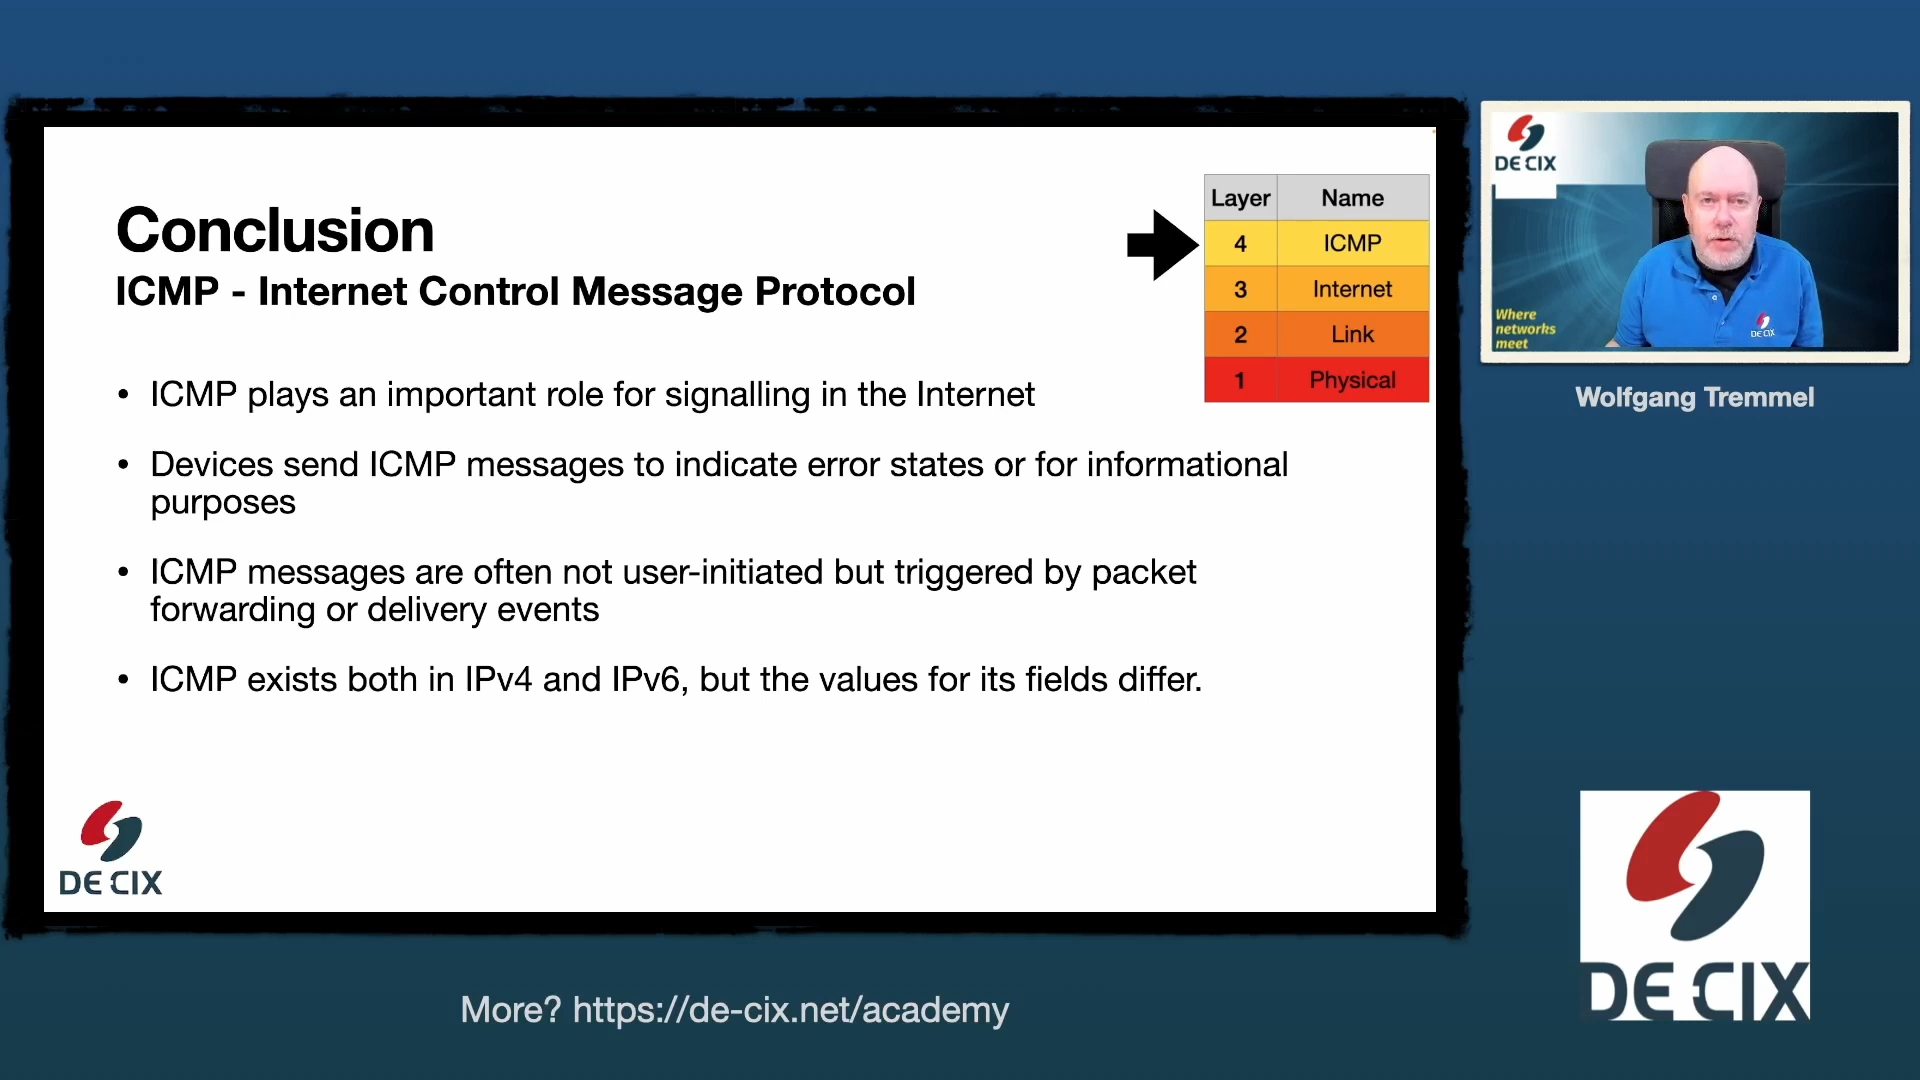 Conclusion
ICMP - Internet Control Message Protocol
• ICMP plays an important role for signalling in the Internet
• Devices send ICMP messages to indicate error states or for informational
purposes
• ICMP messages are often not user-initiated but triggered by packet
forwarding or delivery events
• ICMP exists both in IPv4 and IPv6, but the values for its fields differ.
Layer Name
4 ICMP
3 Internet
2 Link
1 Physical
DE CIX
DE CIX
Where
networks
meet
DE CIX
Wolfgang Tremmel
DE CIX
More? https://de-cix.net/academy